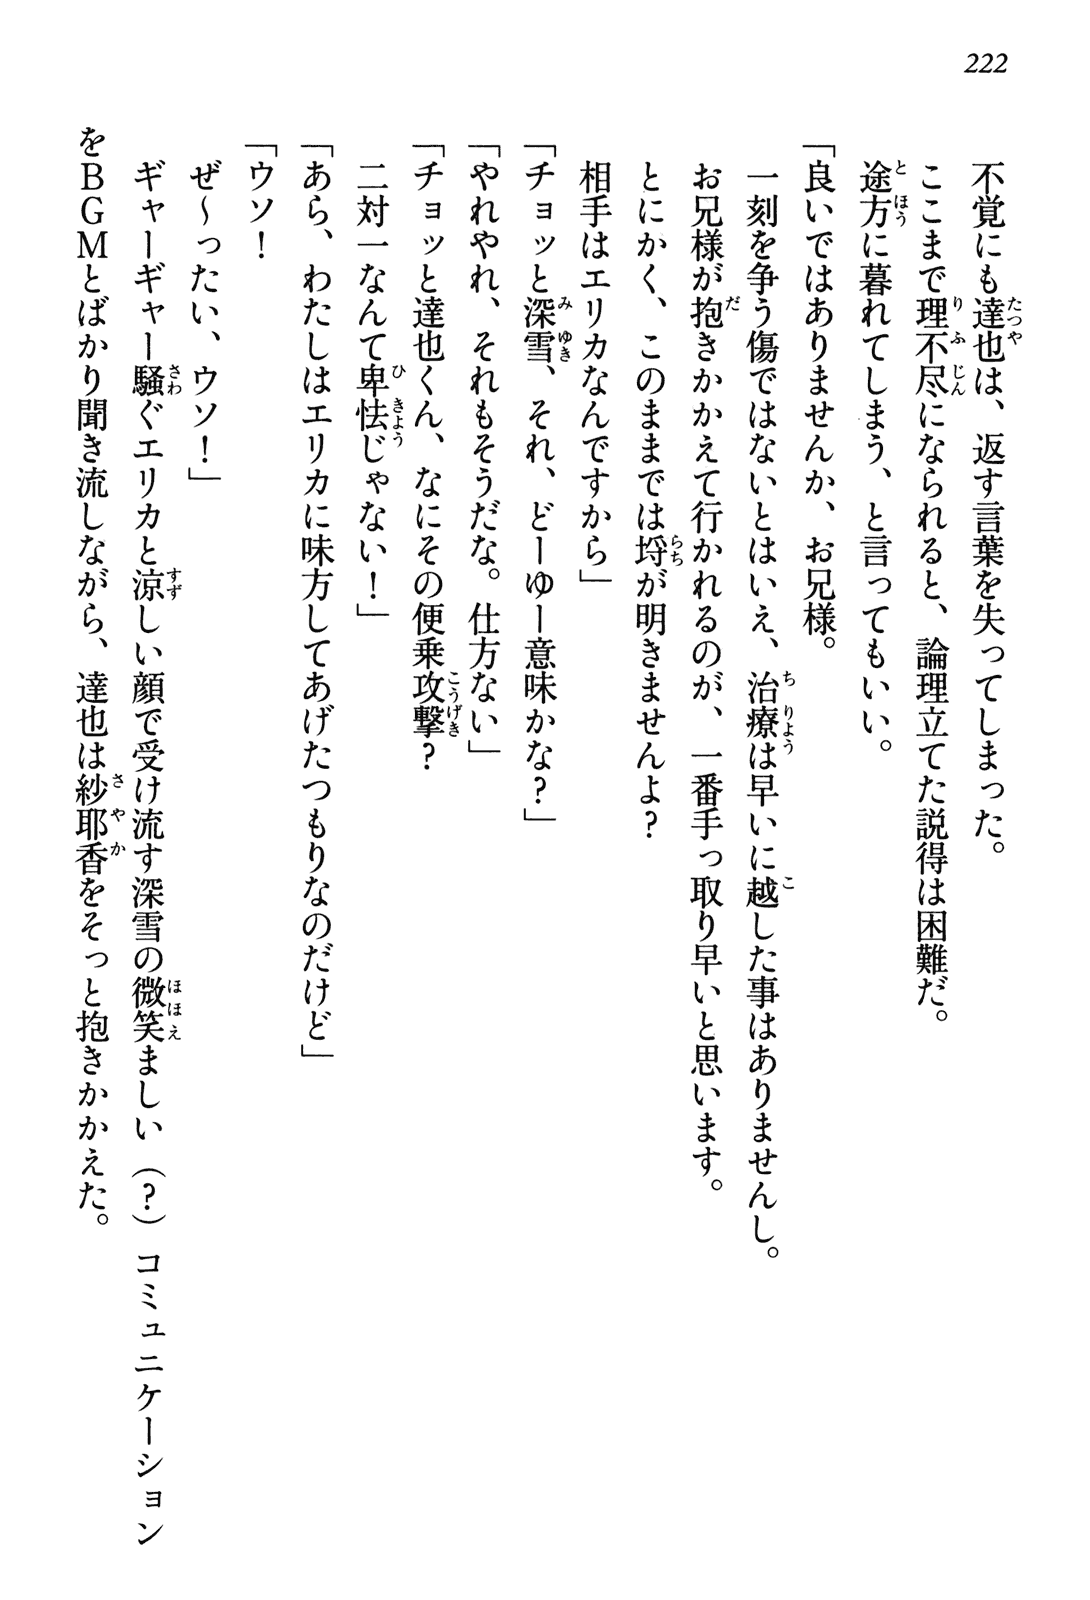 222
不覚にも達也は、返す言葉を失ってしまった。
ここまで理不尽になられると、論理立てた説得は困難だ。
途方に暮れてしまう、と言ってもいい。
「良いではありませんか、お兄様。
一刻を争う傷ではないとはいえ、治療は早いに越した事はありませんし。
お兄様が抱きかかえて行かれるのが、一番手っ取り早いと思います。
とにかく、このままでは埒が明きませんよ？
相手はエリカなんですから」
「チョッと深雪、それ、どーゆー意味かな？」
「やれやれ、それもそうだな。仕方ない」
「チョッと達也くん、なにその便乗攻撃？
二対一なんて卑怯じゃない！」
「あら、わたしはエリカに味方してあげたつもりなのだけど」
「ウソ！
ぜ～ったい、ウソ！」
ギャーギャー騒ぐエリカと涼しい顔で受け流す深雪の微笑ましい（？）コミュニケーション
をＢＧＭとばかり聞き流しながら、達也は紗耶香をそっと抱きかかえた。